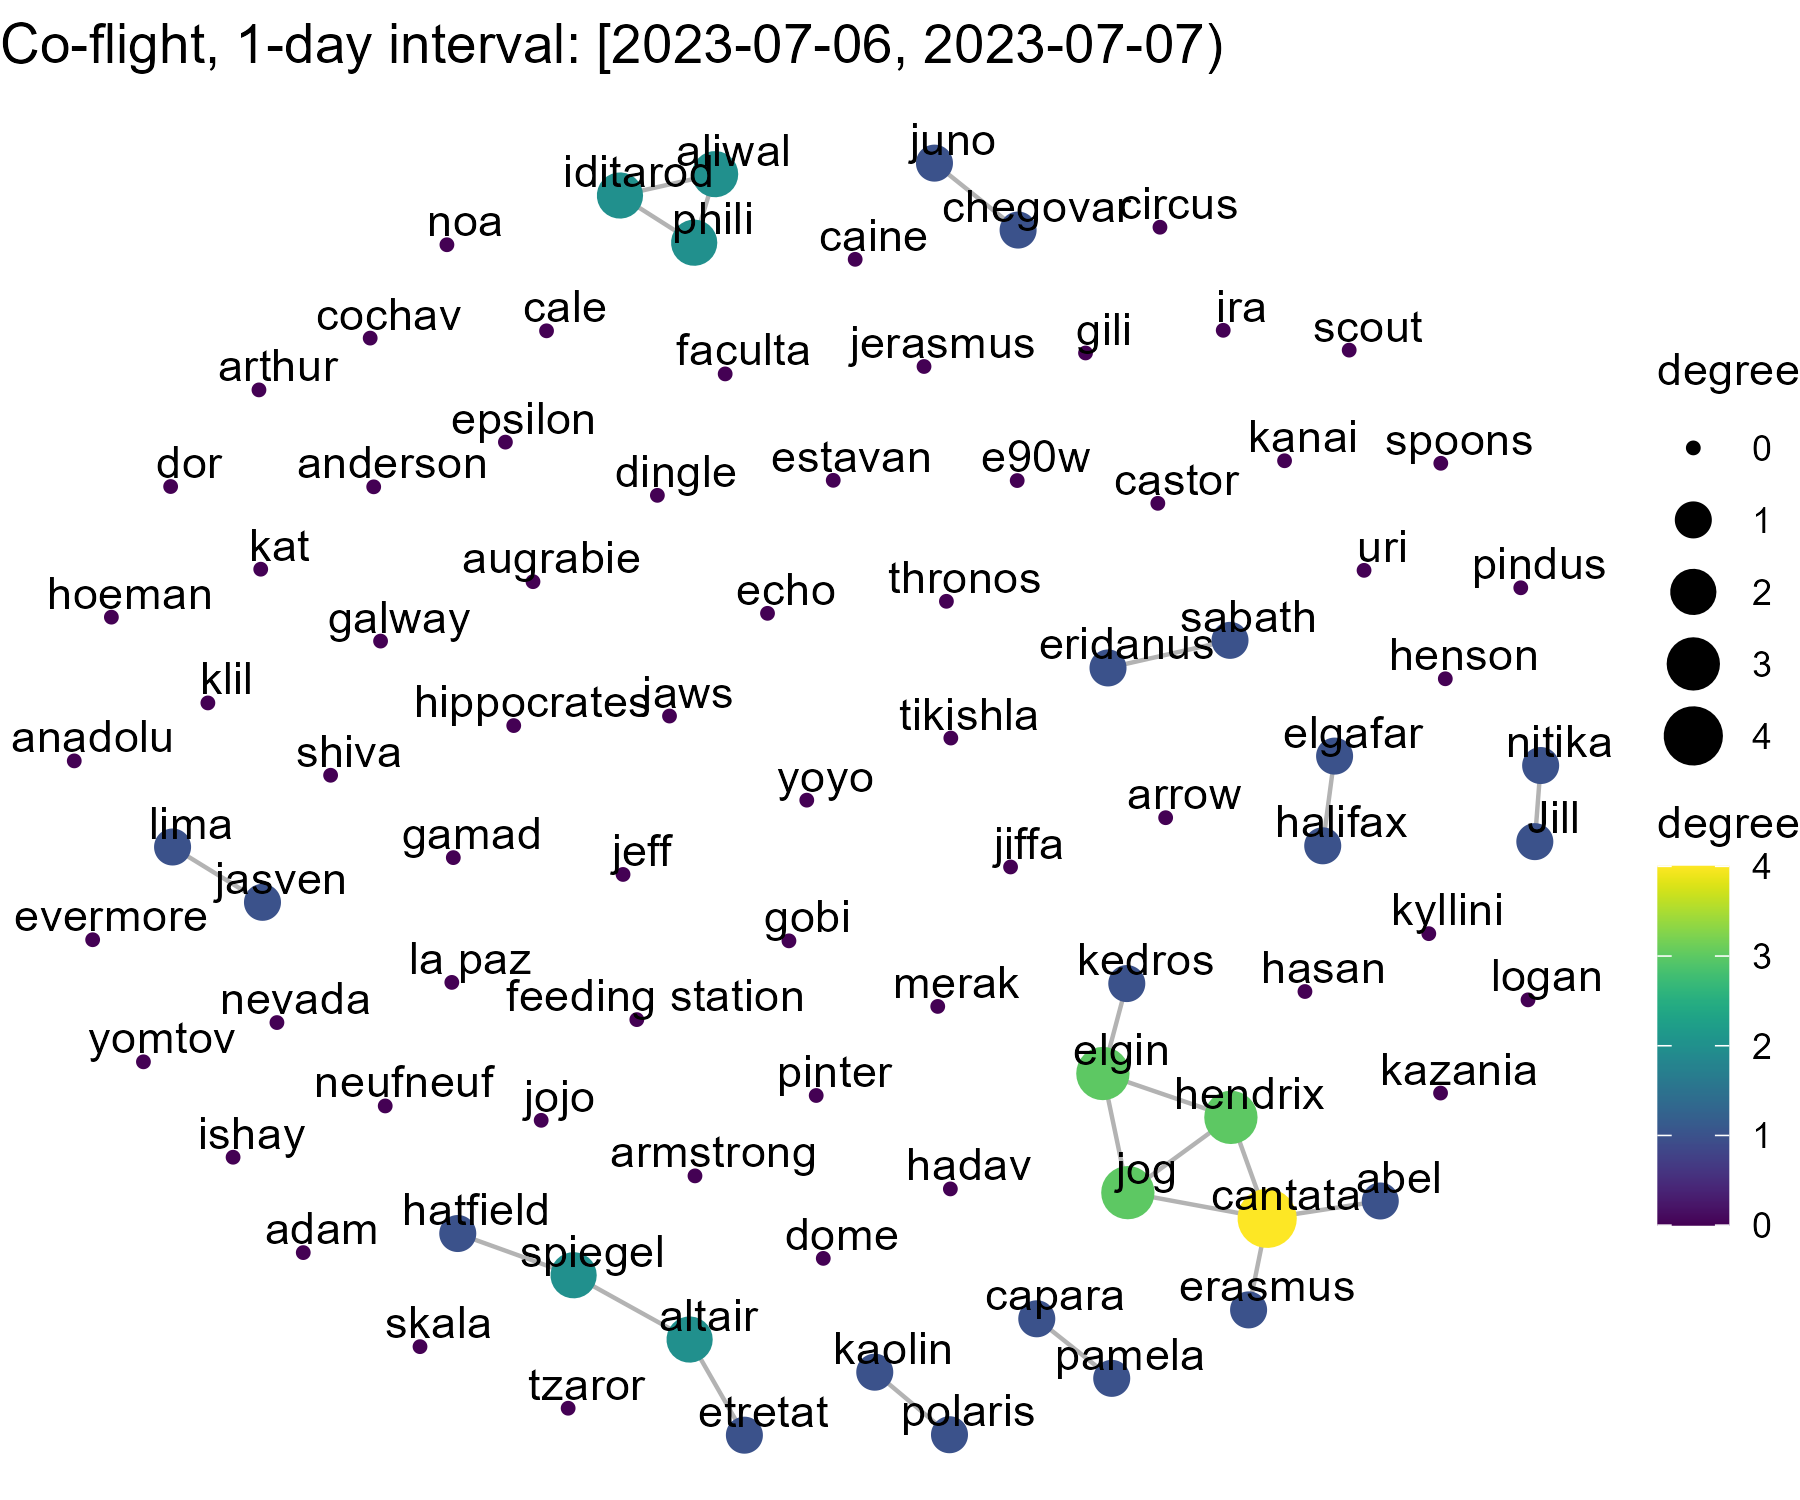 Co-flight, 1-day interval: [2023-07-06, 2023-07-07)
aliwal
juno
iditarod
phili
chegovar
circus
noa
caine
cochav
cale
ira
scout
gili
jerasmus
faculta
arthur
epsilon
kanai
spoons
dor
anderson
dingle
estavan
e90w
castor
kat
augrabie
uri
pindus
hoeman
echo
thronos
galway
sabath
eridanus
henson
klil
hippocrates
jaws
tikishla
anadolu
shiva
elgafar
nitika
yoyo
arrow
lima
gamad
jeff
jiffa
halifax
Jill
jasven
evermore
gobi
kyllini
la paz
kedros
hasan
logan
nevada
feeding station
merak
yomtov
elgin
neufneuf
jojo
pinter
hendrix
kazania
ishay
armstrong
hadav
jog
cantata
abel
adam
hatfield
spiegel
dome
erasmus
capara
skala
altair
kaolin
pamela
tzaror
etretat
polaris
degree
0
1
2
3
4
degree
4
3
2
1
0